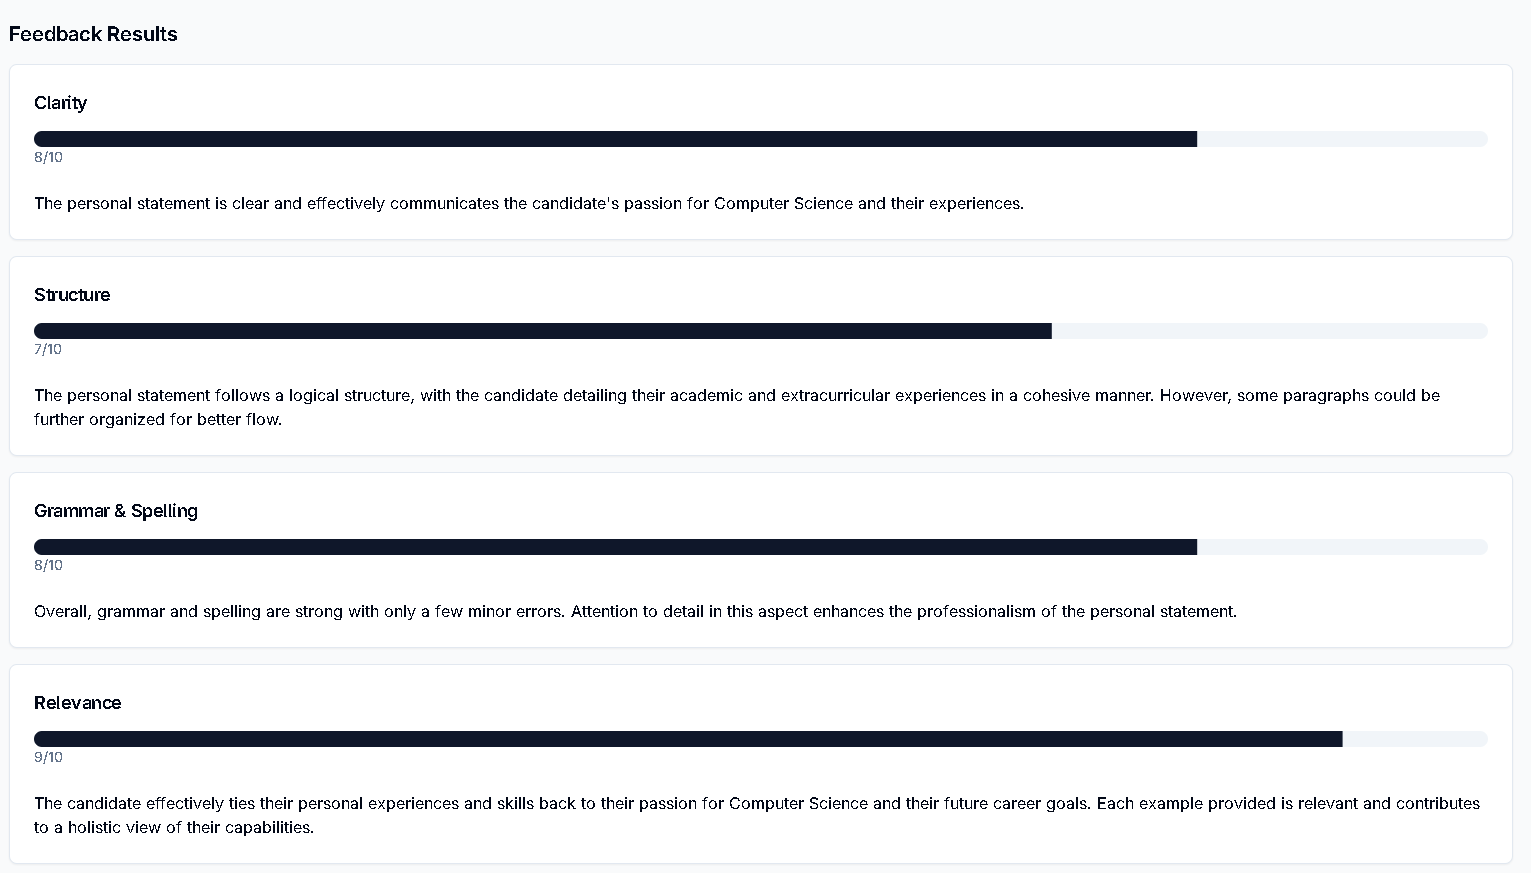 Feedback Results
Clarity
8/10
The personal statement is clear and effectively communicates the candidate's passion for Computer Science and their experiences.
Structure
7/10
The personal statement follows a logical structure, with the candidate detailing their academic and extracurricular experiences in a cohesive manner. However, some paragraphs could be
further organized for better flow.
Grammar & Spelling
8/10
Overall, grammar and spelling are strong with only a few minor errors. Attention to detail in this aspect enhances the professionalism of the personal statement.
Relevance
9/10
The candidate effectively ties their personal experiences and skills back to their passion for Computer Science and their future career goals. Each example provided is relevant and contributes
to a holistic view of their capabilities.